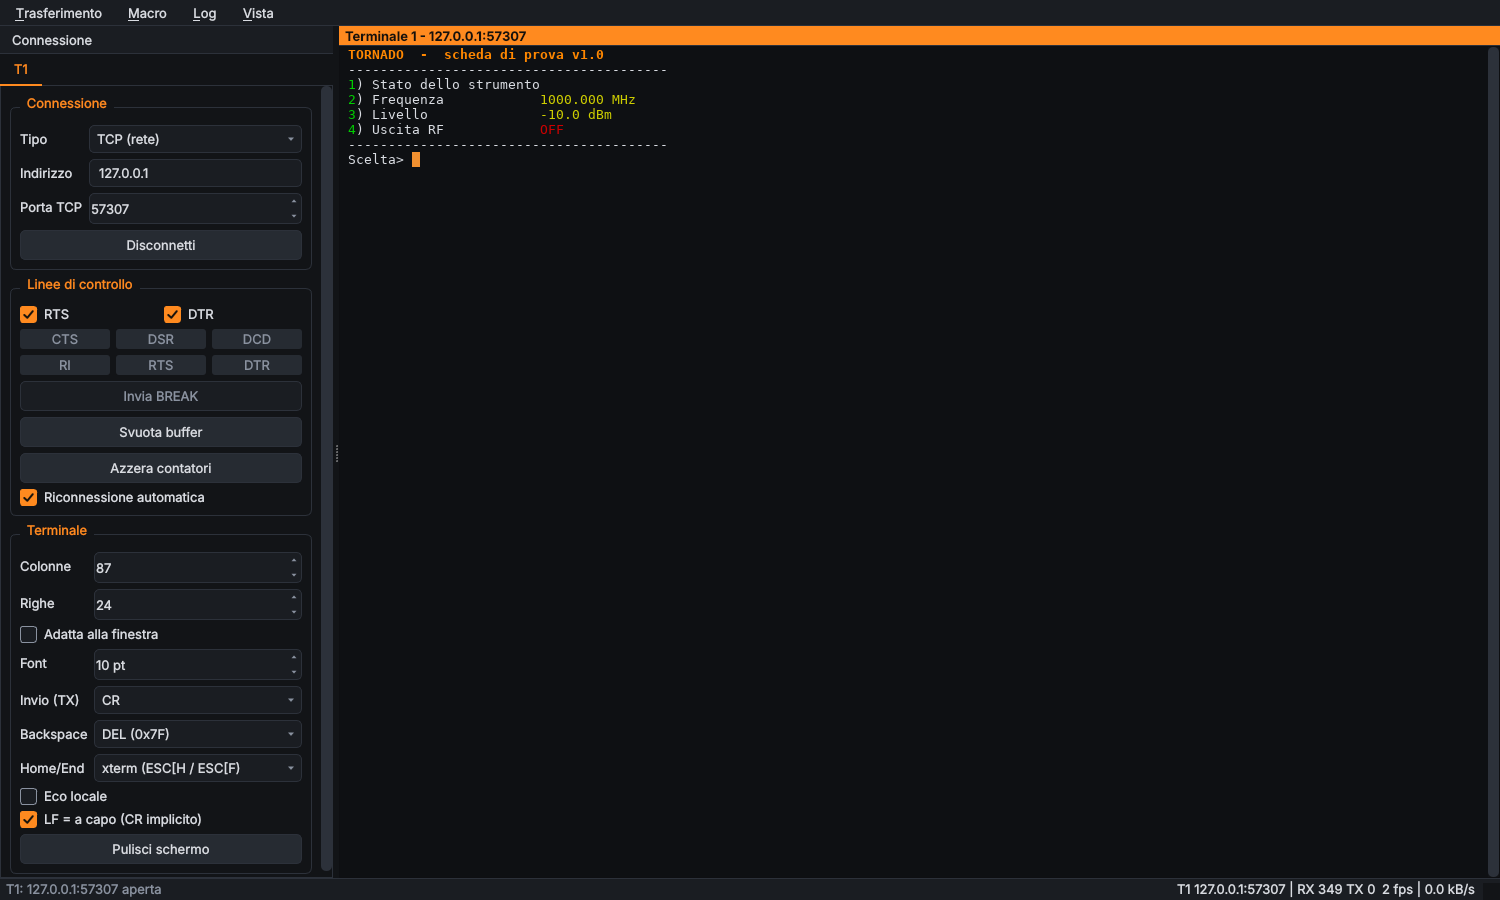 Trasferimento Macro Log Vista
Connessione
T1
Connessione
Tipo TCP (rete)
Indirizzo 127.0.0.1
Porta TCP 57307
Disconnetti
Linee di controllo
RTS DTR
CTS DSR DCD
RI RTS DTR
Invia BREAK
Svuota buffer
Azzera contatori
Riconnessione automatica
Terminale
Colonne 87
Righe 24
Adatta alla finestra
Font 10 pt
Invio (TX) CR
Backspace DEL (0x7F)
Home/End xterm (ESC[H / ESC[F)
Eco locale
LF = a capo (CR implicito)
Pulisci schermo
Terminale 1 - 127.0.0.1:57307
TORNADO  -  scheda di prova v1.0
----------------------------------------
1) Stato dello strumento
2) Frequenza            1000.000 MHz
3) Livello              -10.0 dBm
4) Uscita RF            OFF
----------------------------------------
Scelta>
T1: 127.0.0.1:57307 aperta
T1 127.0.0.1:57307 | RX 349 TX 0  2 fps | 0.0 kB/s